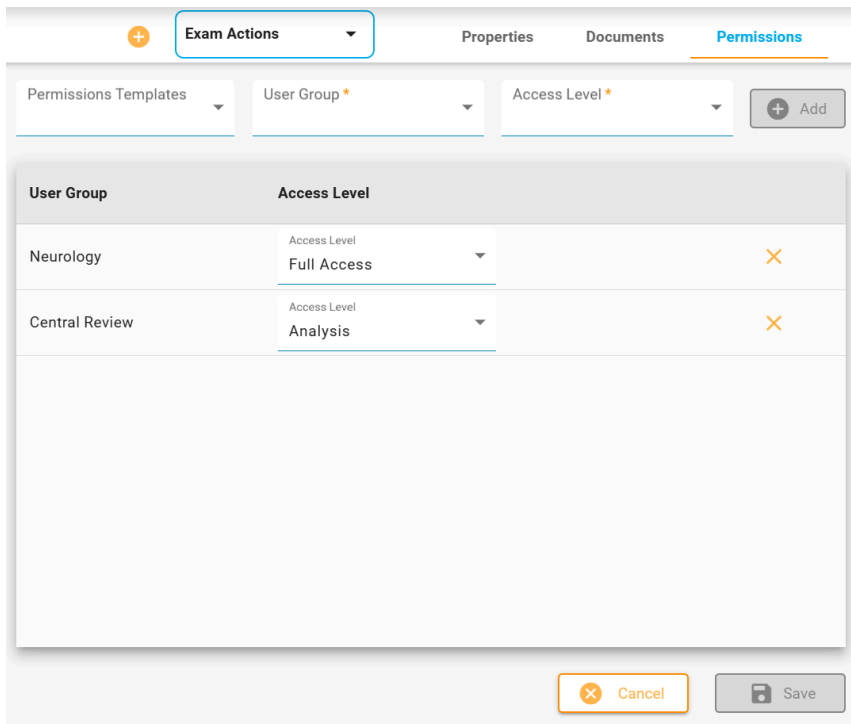 Exam Actions Properties Documents Permissions
Permissions Templates User Group * Access Level * Add
User Group Access Level
Neurology
Access Level
Full Access
Central Review
Access Level
Analysis
Cancel Save